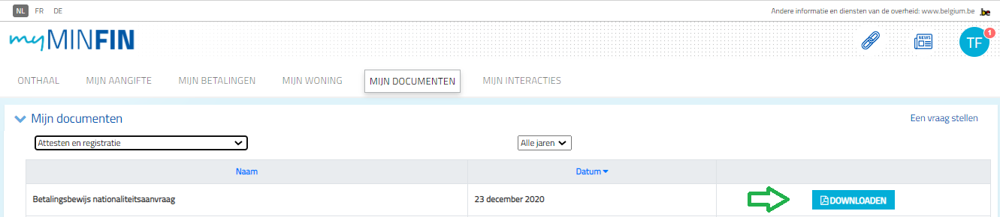 NL FR DE Andere informatie en diensten van de overheid: www.belgium.be .be
myMINFIN NEWS TF 1
ONTHAAL MIJN AANGIFTE MIJN BETALINGEN MIJN WONING MIJN DOCUMENTEN MIJN INTERACTIES
Mijn documenten Een vraag stellen
Attesten en registratie Alle jaren
Naam Datum
Betalingsbewijs nationaliteitsaanvraag 23 december 2020 DOWNLOADEN